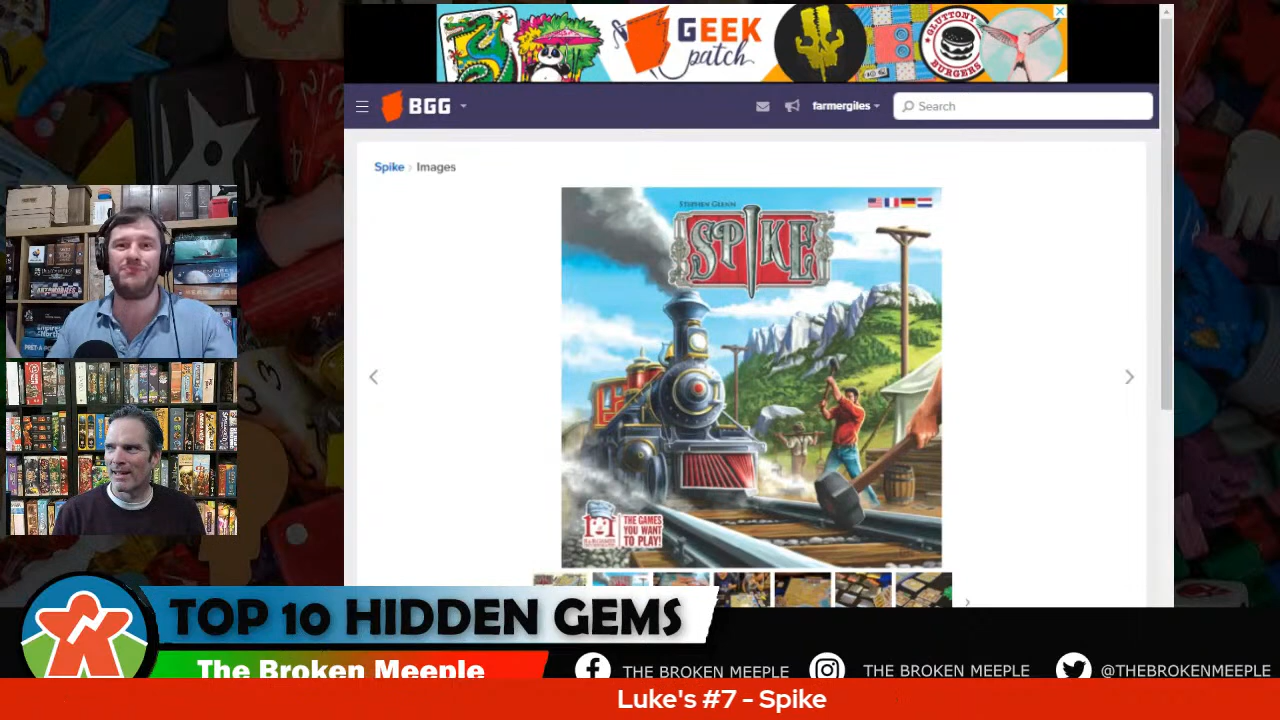 GEEK
patch
GLUTTONY
BURGERS
BGG
farmergiles
Search
Spike
Images
STEPHEN GLENN
SPIKE
THE GAMES
YOU WANT
TO PLAY!
TOP 10 HIDDEN GEMS
The Broken Meeple
THE BROKEN MEEPLE
THE BROKEN MEEPLE
@THEBROKENMEEPLE
Luke's #7 - Spike